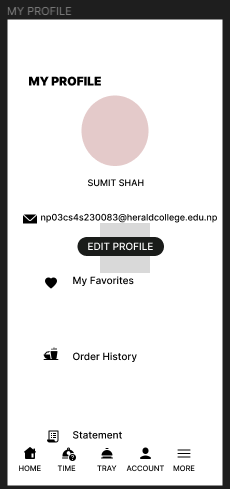 MY PROFILE
MY PROFILE
SUMIT SHAH
np03cs4s230083@heraldcollege.edu.np
EDIT PROFILE
My Favorites
Order History
Statement
HOME TIME TRAY ACCOUNT MORE